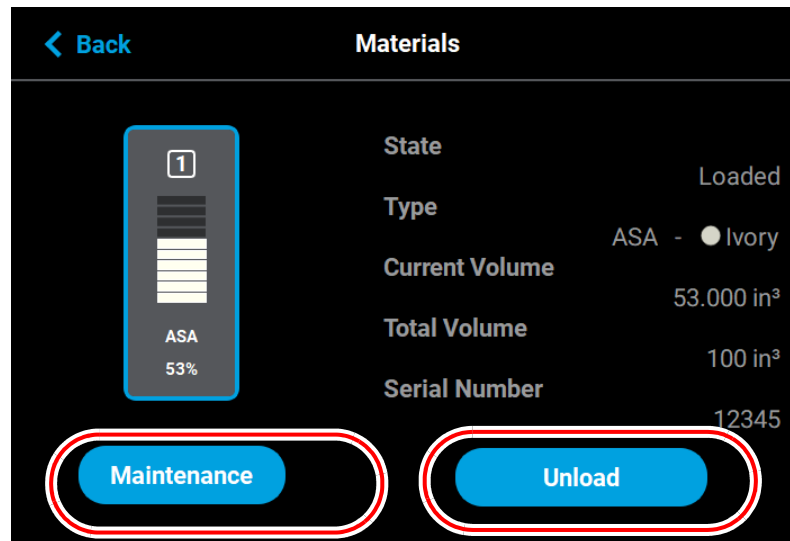 Back
Materials
1
ASA
53%
State
Loaded
Type
ASA - Ivory
Current Volume
53.000 in³
Total Volume
100 in³
Serial Number
12345
Maintenance
Unload